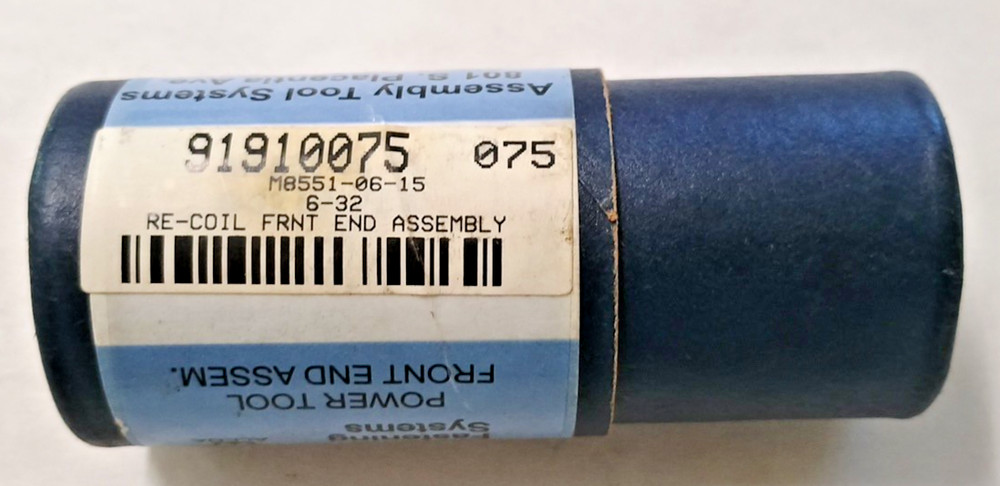 801 S. Placentia Ave.
Assembly Tool Systems
91910075 075
M8551-06-15
6-32
RE-COIL FRNT END ASSEMBLY
Fastening
Systems
POWER TOOL
FRONT END ASSEM.